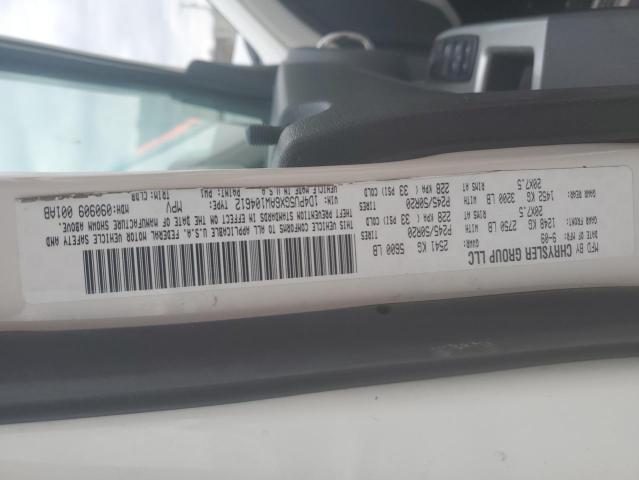 MFD BY CHRYSLER GROUP LLC
DATE OF MFR: 9-09 GVWR: 2541 KG 5600 LB
GAWR FRONT: 1248 KG 2750 LB WITH P245/50R20 TIRES
20X7.5 RIMS AT 228 KPA ( 33 PSI) COLD
GAWR REAR: 1452 KG 3200 LB WITH P245/50R20 TIRES
20X7.5 RIMS AT 228 KPA ( 33 PSI) COLD
THIS VEHICLE CONFORMS TO ALL APPLICABLE U.S.A. FEDERAL MOTOR VEHICLE SAFETY AND
THEFT PREVENTION STANDARDS IN EFFECT ON THE DATE OF MANUFACTURE SHOWN ABOVE.
VIN: TYPE: MPV MDH: 090909 001AB
PAINT: PW1 TRIM: CLDR
VEHICLE MADE IN U.S.A